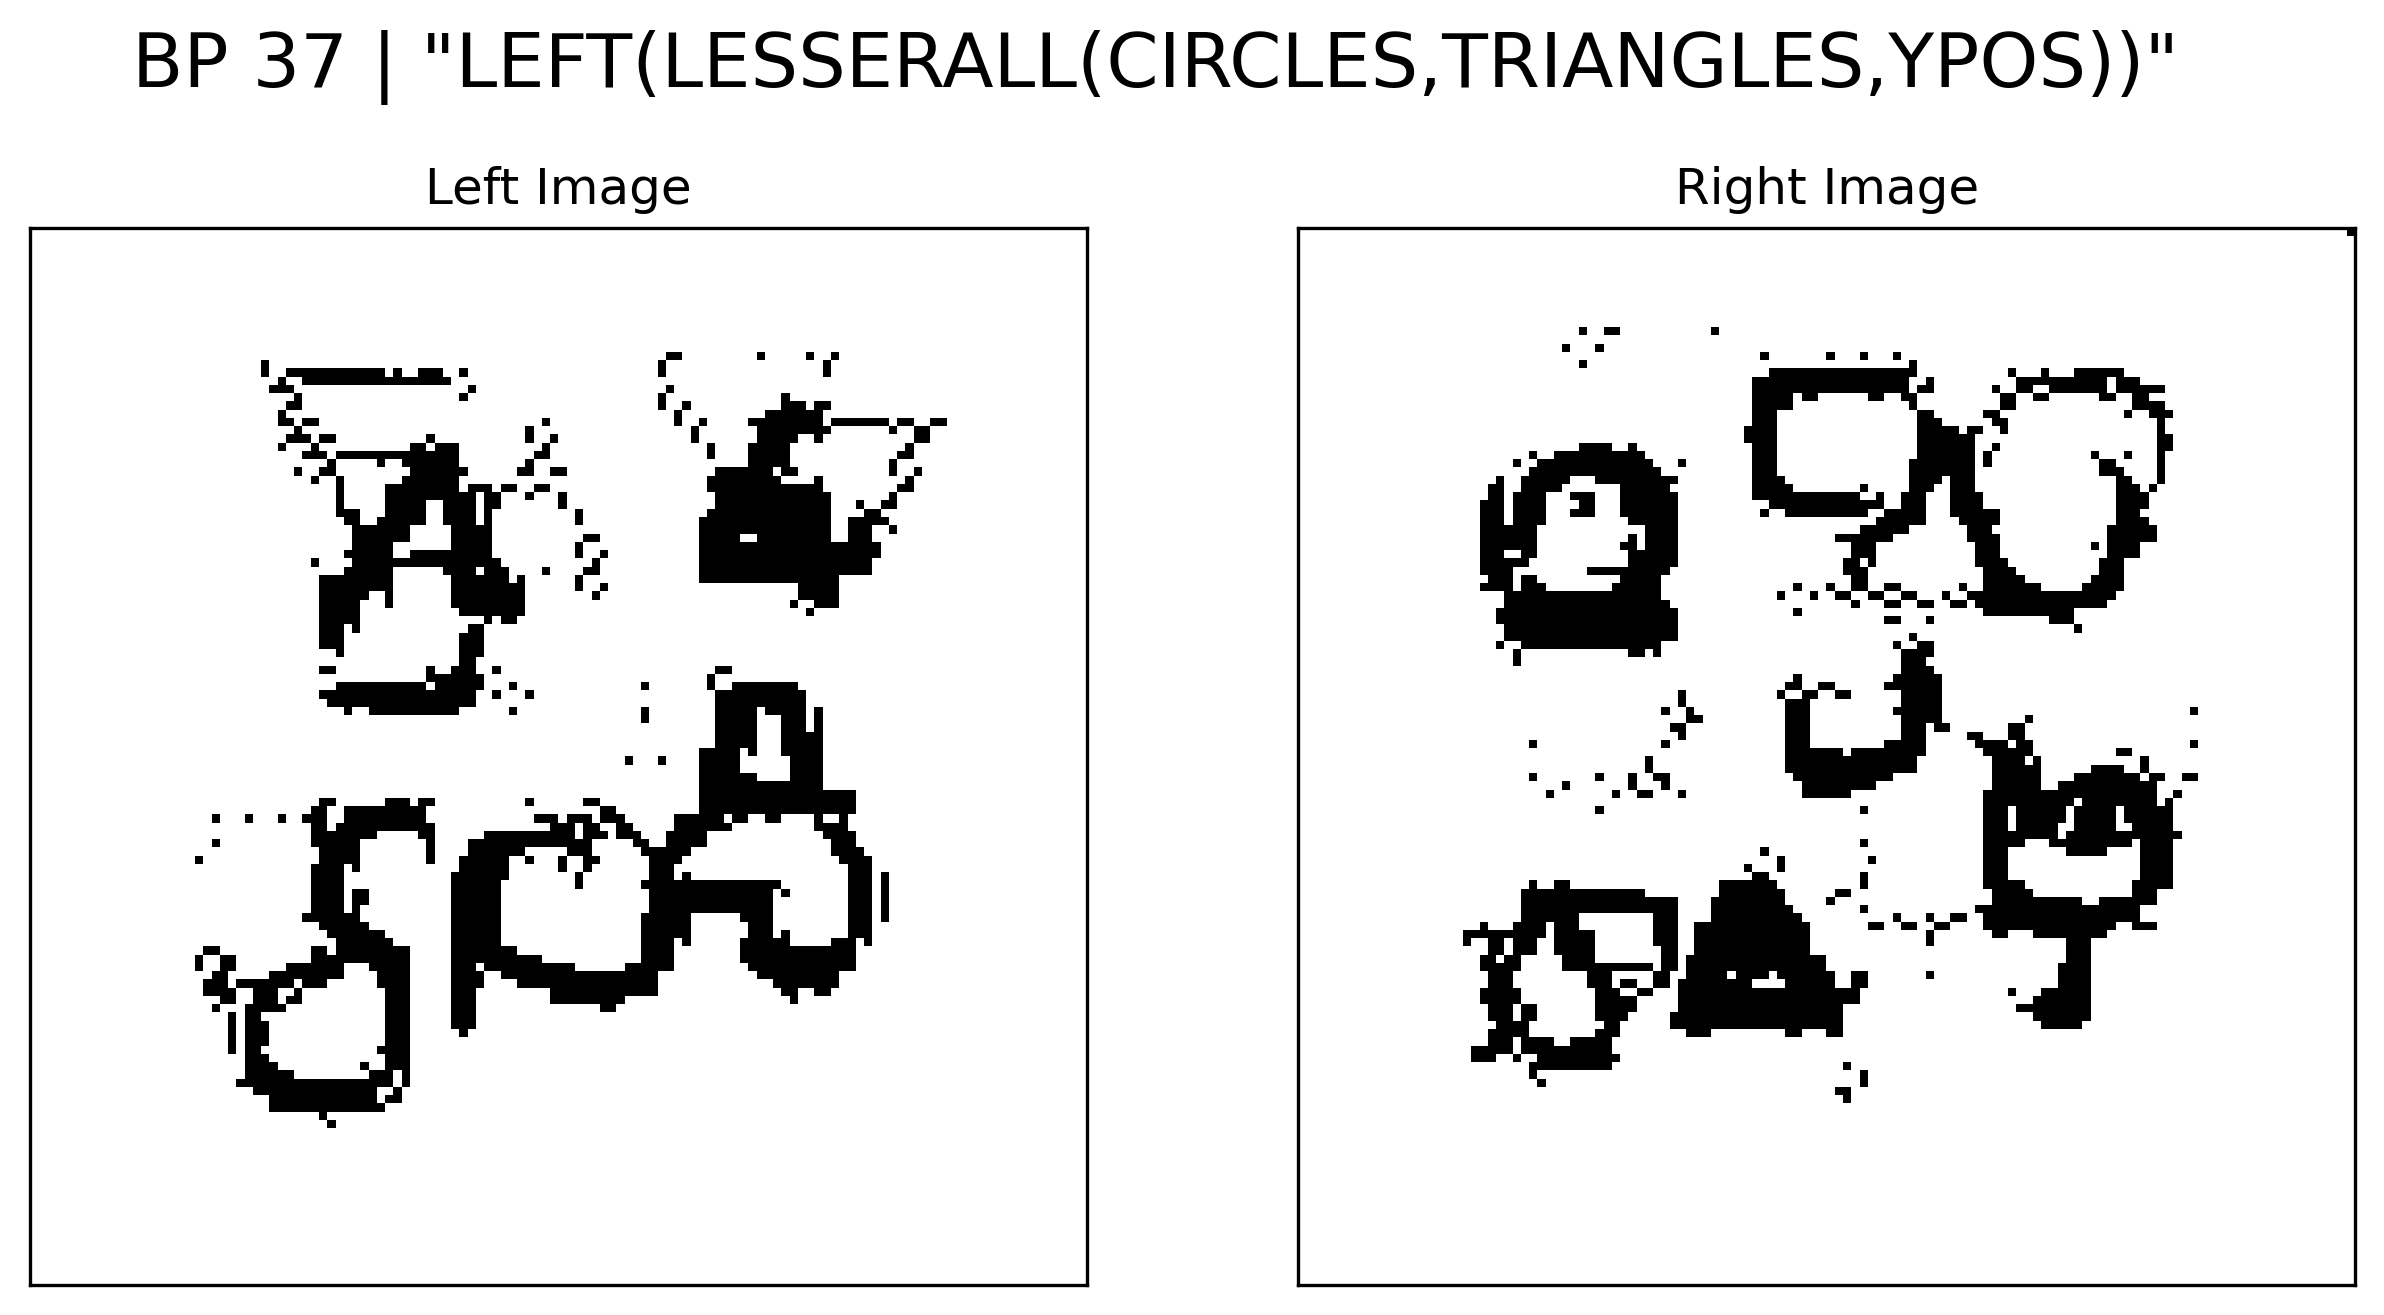 BP 37 | "LEFT(LESSERALL(CIRCLES,TRIANGLES,YPOS))"
Left Image
Right Image